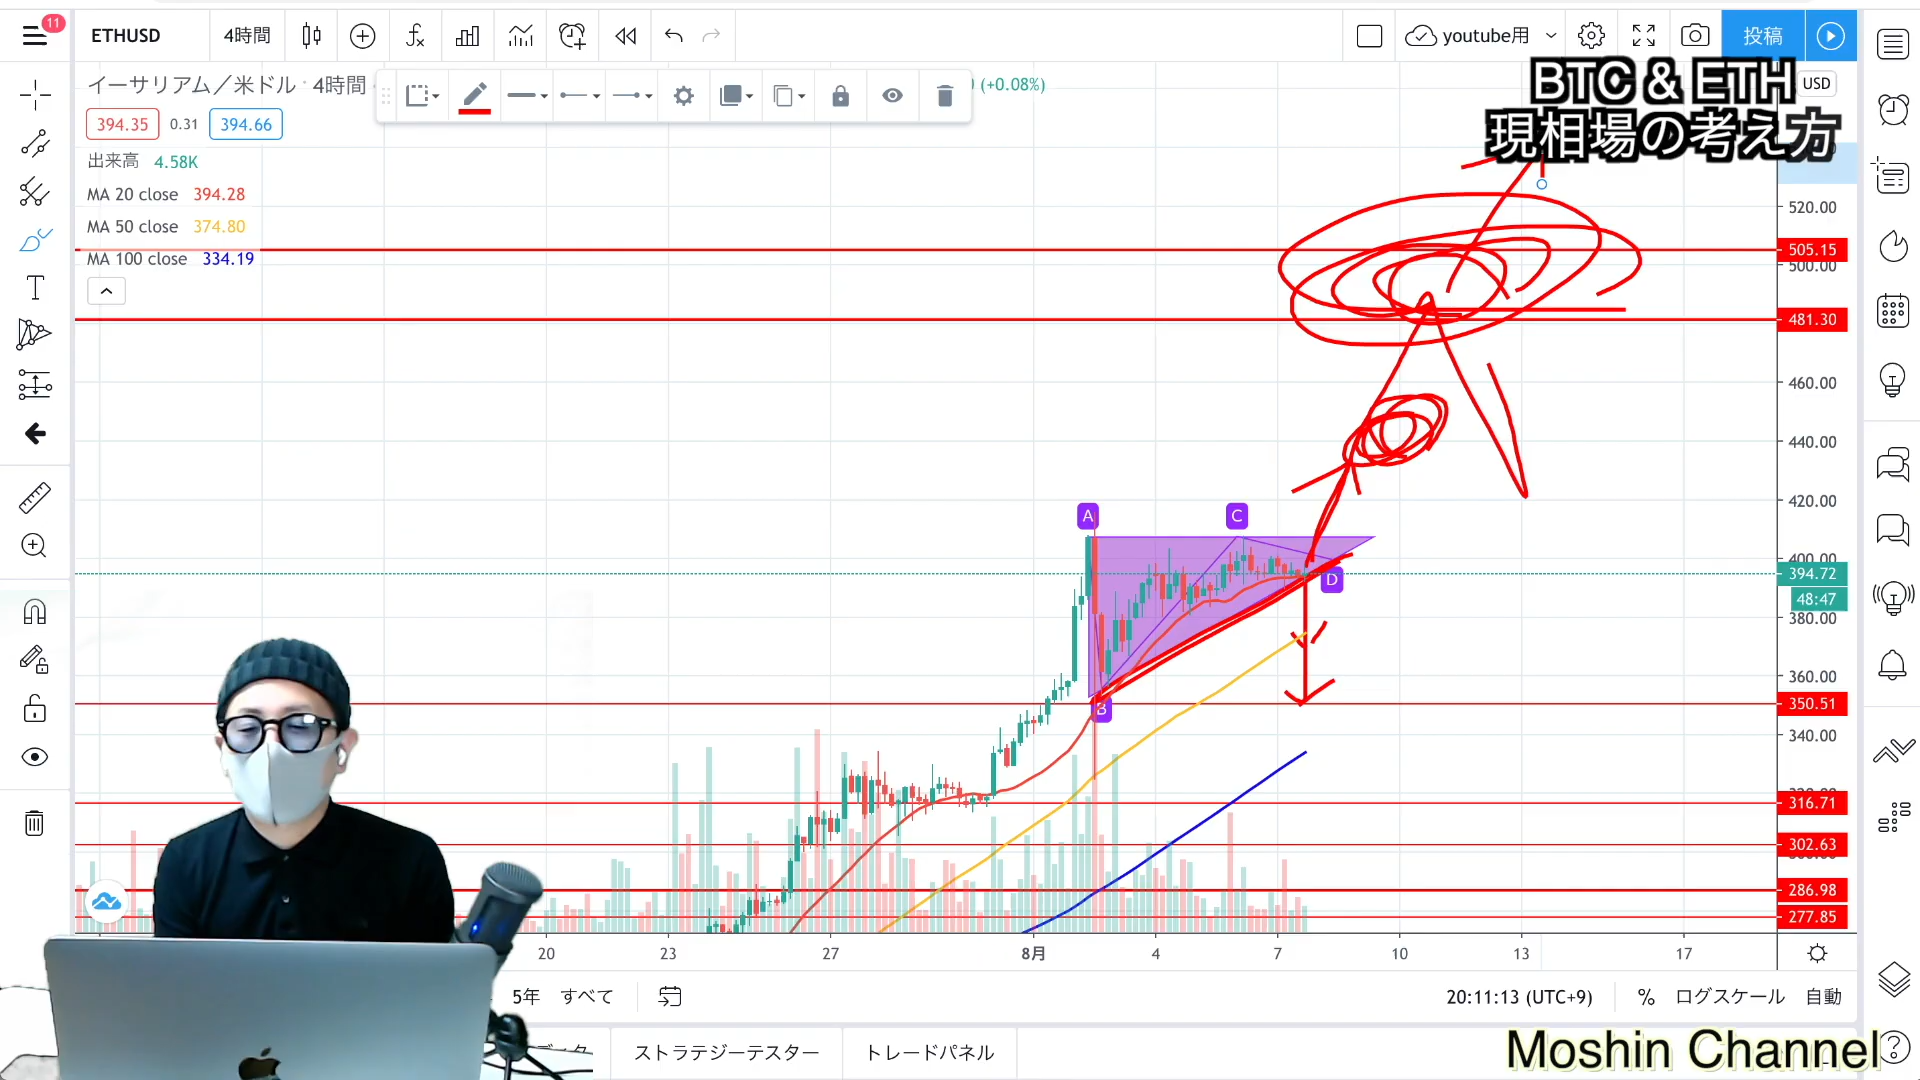 11
ETHUSD
4時間
fx
youtube用
投稿
イーサリアム／米ドル · 4時間
(+0.08%)
BTC & ETH
現相場の考え方
USD
394.35 0.31 394.66
出来高 4.58K
MA 20 close 394.28
MA 50 close 374.80
MA 100 close 334.19
520.00
505.15
500.00
481.30
460.00
440.00
420.00
400.00
394.72
48:47
380.00
360.00
350.51
340.00
316.71
302.63
286.98
277.85
A
C
D
B
20 23 27 8月 4 7 10 13 17
5年 すべて
20:11:13 (UTC+9) % ログスケール 自動
ストラテジーテスター トレードパネル
Moshin Channel